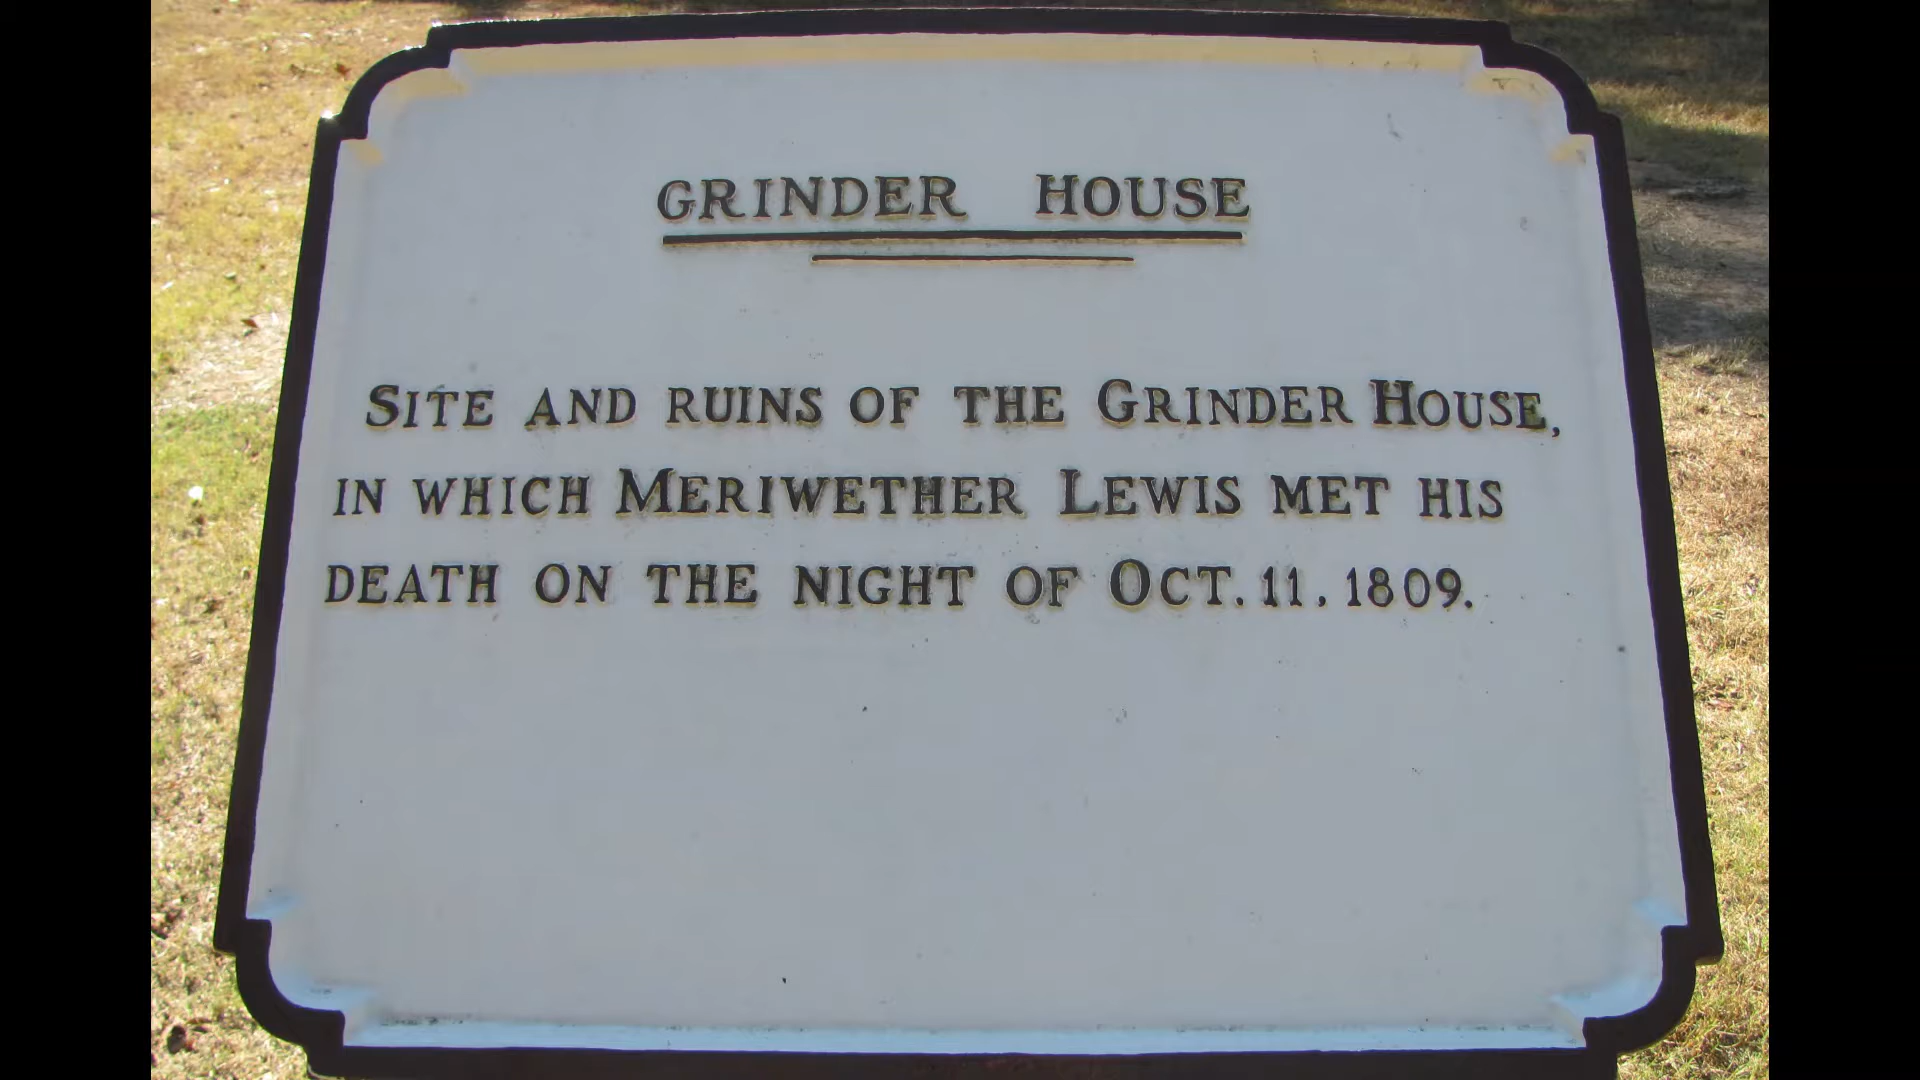 GRINDER HOUSE
SITE AND RUINS OF THE GRINDER HOUSE,
IN WHICH MERIWETHER LEWIS MET HIS
DEATH ON THE NIGHT OF OCT. 11, 1809.